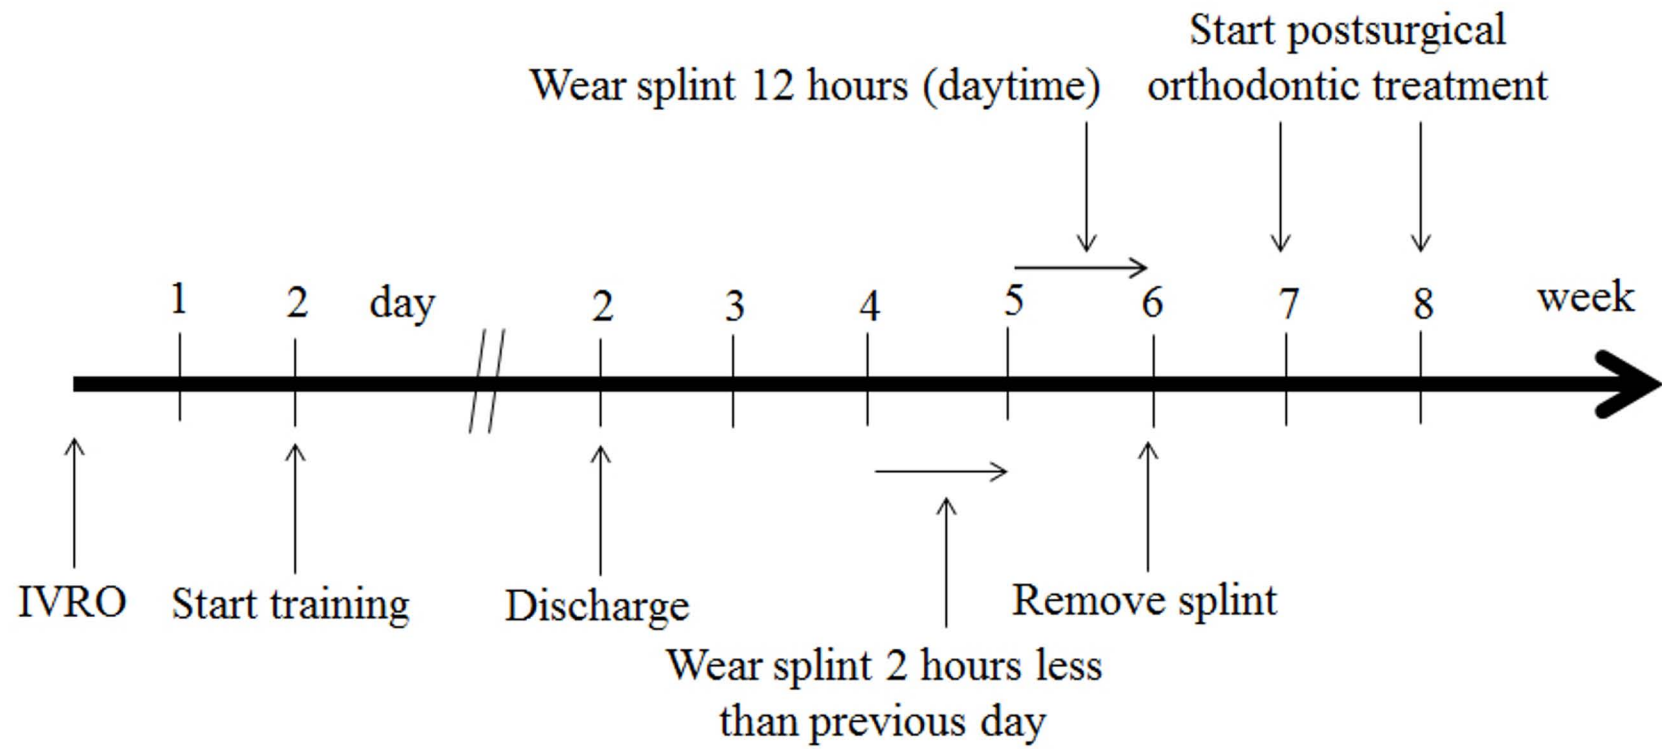 Start postsurgical
Wear splint 12 hours (daytime) orthodontic treatment
1 2 day 2 3 4 5 6 7 8 week
IVRO Start training Discharge Remove splint
Wear splint 2 hours less
than previous day